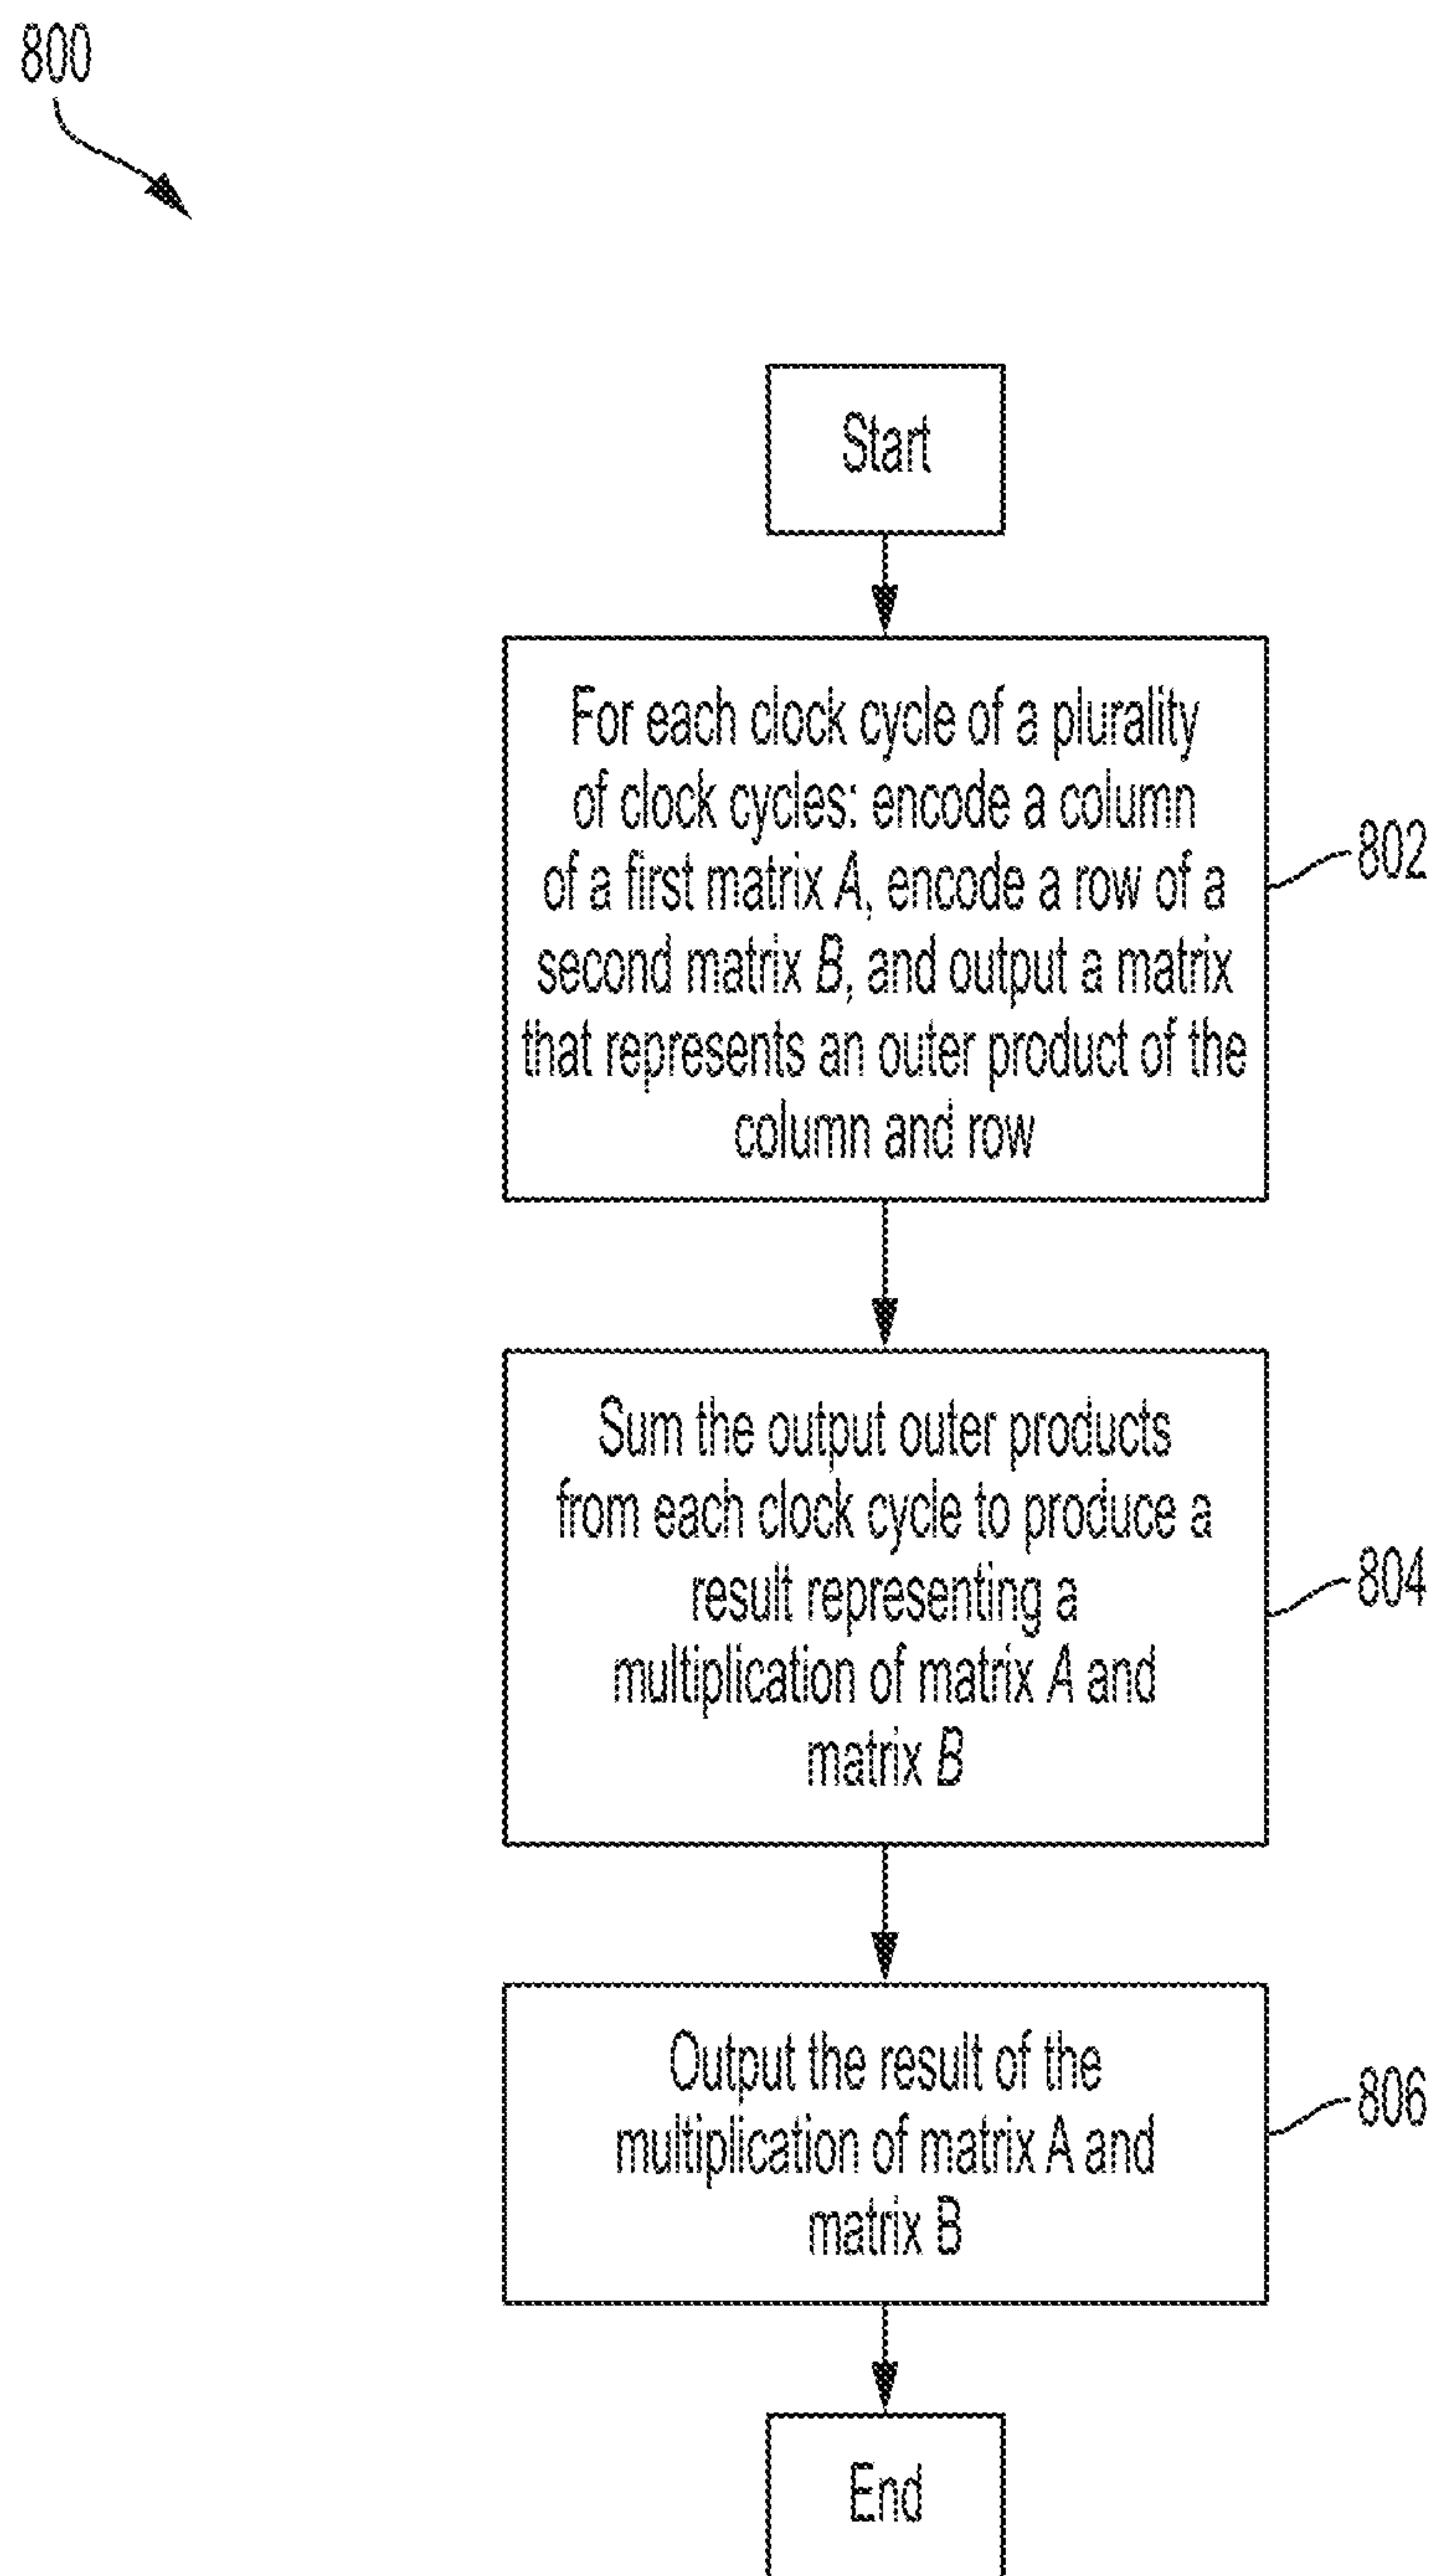 800
Start
For each clock cycle of a plurality
of clock cycles: encode a column
of a first matrix A, encode a row of a
second matrix B, and output a matrix
that represents an outer product of the
column and row
802
Sum the output outer products
from each clock cycle to produce a
result representing a
multiplication of matrix A and
matrix B
804
Output the result of the
multiplication of matrix A and
matrix B
806
End